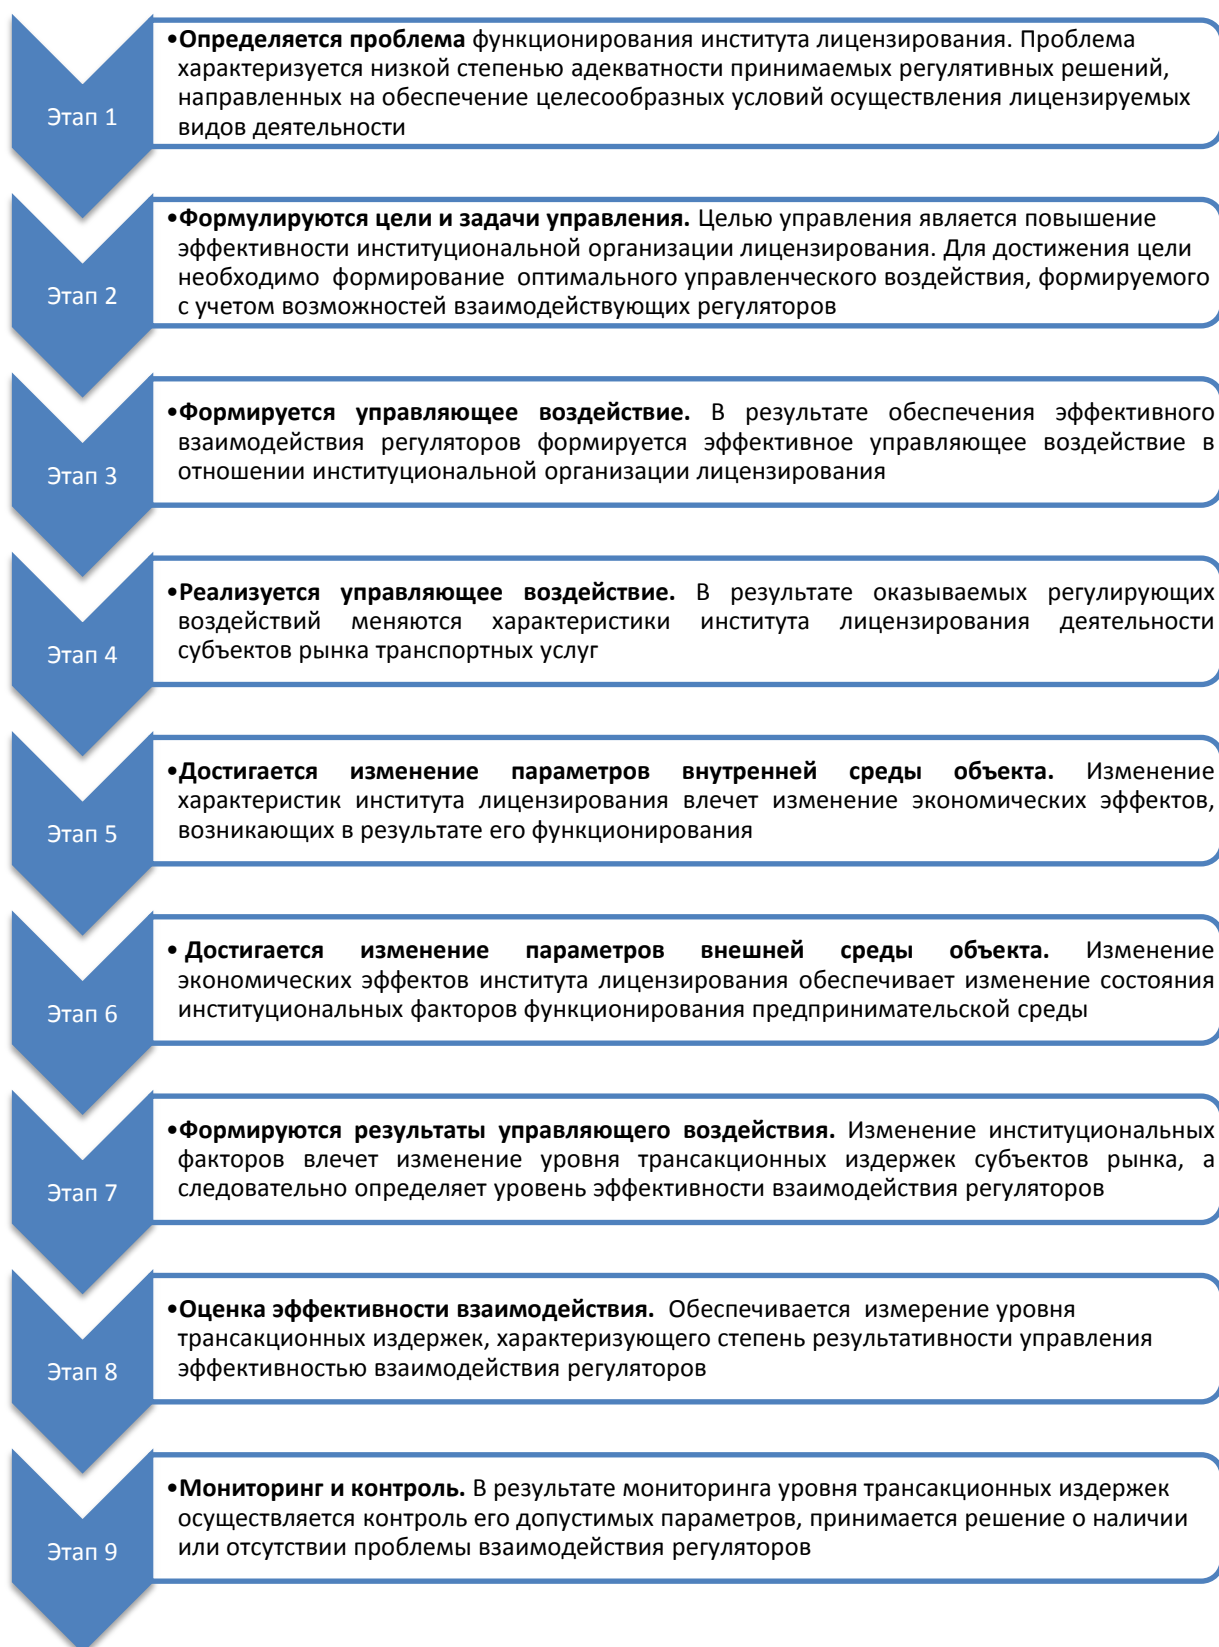 •Определяется проблема функционирования института лицензирования. Проблема
характеризуется низкой степенью адекватности принимаемых регулятивных решений,
направленных на обеспечение целесообразных условий осуществления лицензируемых
видов деятельности
Этап 1
•Формулируются цели и задачи управления. Целью управления является повышение
эффективности институциональной организации лицензирования. Для достижения цели
необходимо формирование оптимального управленческого воздействия, формируемого
с учетом возможностей взаимодействующих регуляторов
Этап 2
•Формируется управляющее воздействие. В результате обеспечения эффективного
взаимодействия регуляторов формируется эффективное управляющее воздействие в
отношении институциональной организации лицензирования
Этап 3
•Реализуется управляющее воздействие. В результате оказываемых регулирующих
воздействий меняются характеристики института лицензирования деятельности
субъектов рынка транспортных услуг
Этап 4
•Достигается изменение параметров внутренней среды объекта. Изменение
характеристик института лицензирования влечет изменение экономических эффектов,
возникающих в результате его функционирования
Этап 5
• Достигается изменение параметров внешней среды объекта. Изменение
экономических эффектов института лицензирования обеспечивает изменение состояния
институциональных факторов функционирования предпринимательской среды
Этап 6
•Формируются результаты управляющего воздействия. Изменение институциональных
факторов влечет изменение уровня трансакционных издержек субъектов рынка, а
следовательно определяет уровень эффективности взаимодействия регуляторов
Этап 7
•Оценка эффективности взаимодействия. Обеспечивается измерение уровня
трансакционных издержек, характеризующего степень результативности управления
эффективностью взаимодействия регуляторов
Этап 8
•Мониторинг и контроль. В результате мониторинга уровня трансакционных издержек
осуществляется контроль его допустимых параметров, принимается решение о наличии
или отсутствии проблемы взаимодействия регуляторов
Этап 9